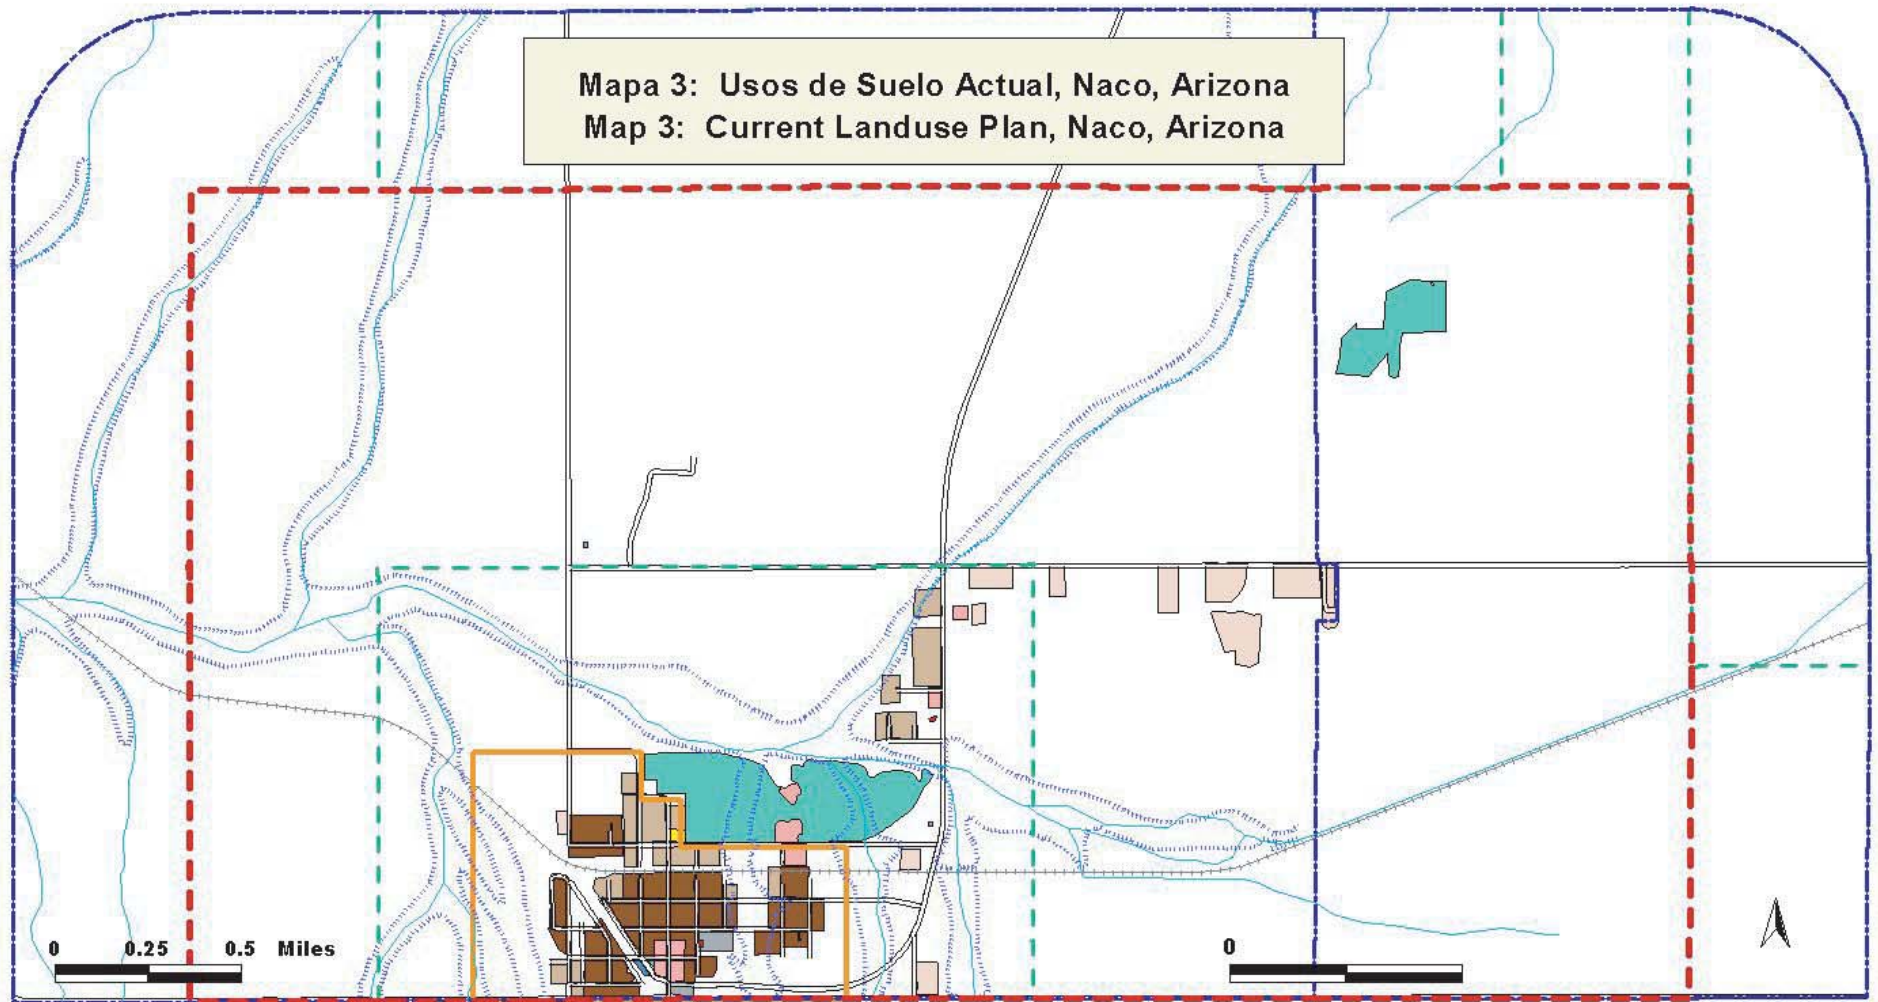 Mapa 3: Usos de Suelo Actual, Naco, Arizona
Map 3: Current Landuse Plan, Naco, Arizona
0 0.25 0.5 Miles
0